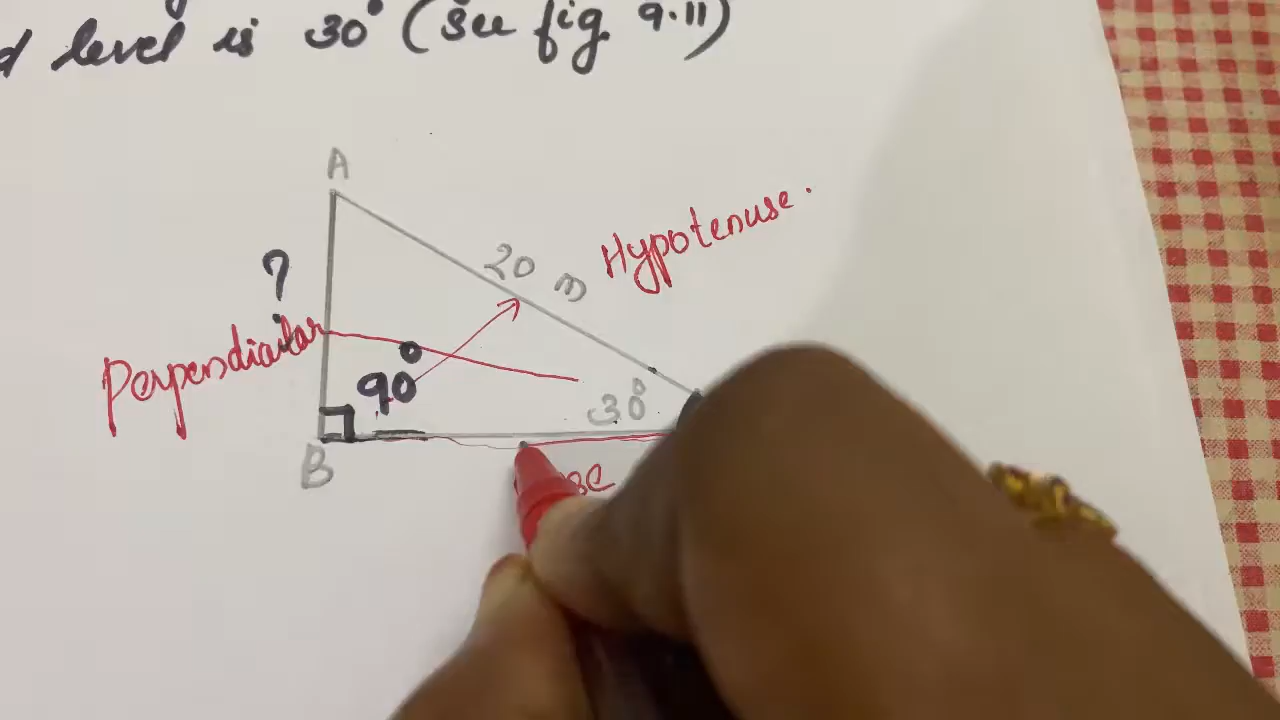 level is 30° (See fig 9.11)
A
20 m
Hypotenuse.
?
Perpendicular
90°
30°
B